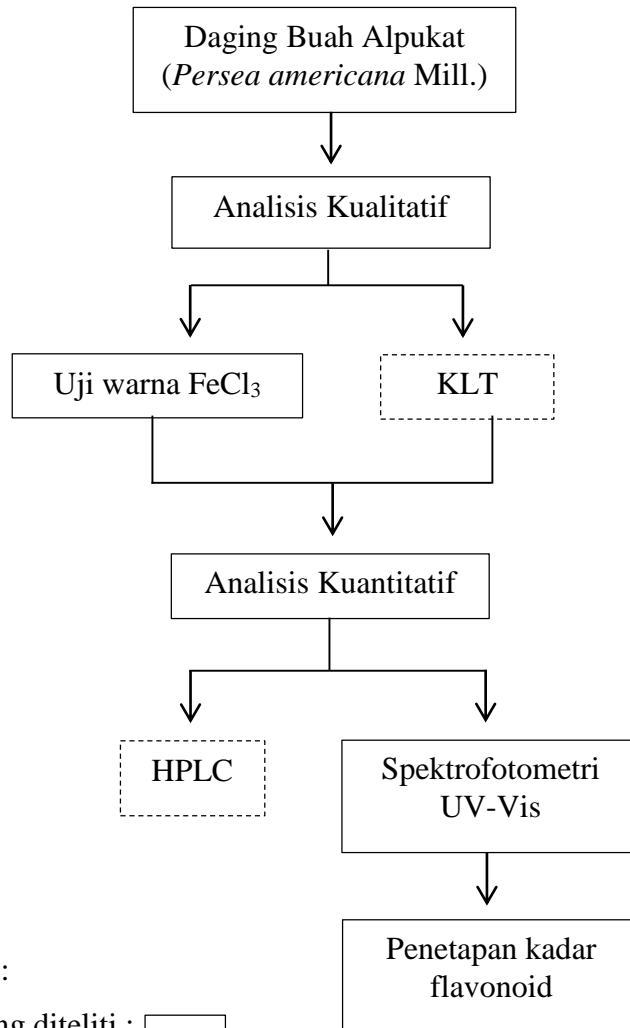 Daging Buah Alpukat
(Persea americana Mill.)
Analisis Kualitatif
Uji warna FeCl₃
KLT
Analisis Kuantitatif
HPLC
Spektrofotometri
UV-Vis
Penetapan kadar
flavonoid
:
diteliti :